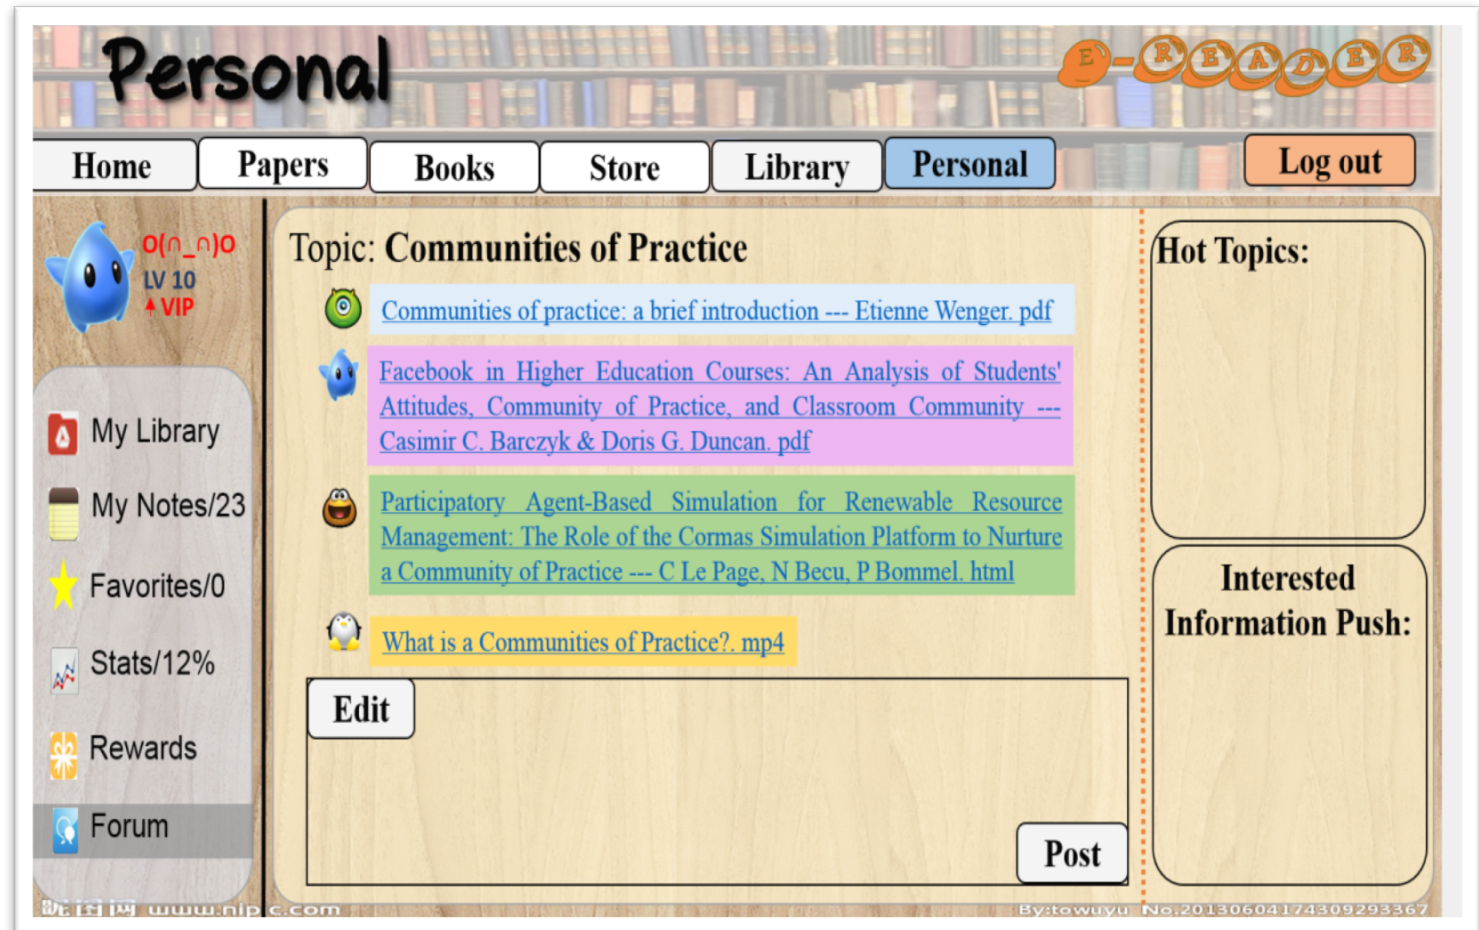 Personal
E-READER
Home
Papers
Books
Store
Library
Personal
Log out
O(∩_∩)O
LV 10
VIP
My Library
My Notes/23
Favorites/0
Stats/12%
Rewards
Forum
Topic: Communities of Practice
Communities of practice: a brief introduction --- Etienne Wenger. pdf
Facebook in Higher Education Courses: An Analysis of Students'
Attitudes, Community of Practice, and Classroom Community ---
Casimir C. Barczyk & Doris G. Duncan. pdf
Participatory Agent-Based Simulation for Renewable Resource
Management: The Role of the Cormas Simulation Platform to Nurture
a Community of Practice --- C Le Page, N Becu, P Bommel. html
What is a Communities of Practice?. mp4
Edit
Post
Hot Topics:
Interested
Information Push:
昵图网 www.nipic.com
By:towuyu No.20130604174309293367